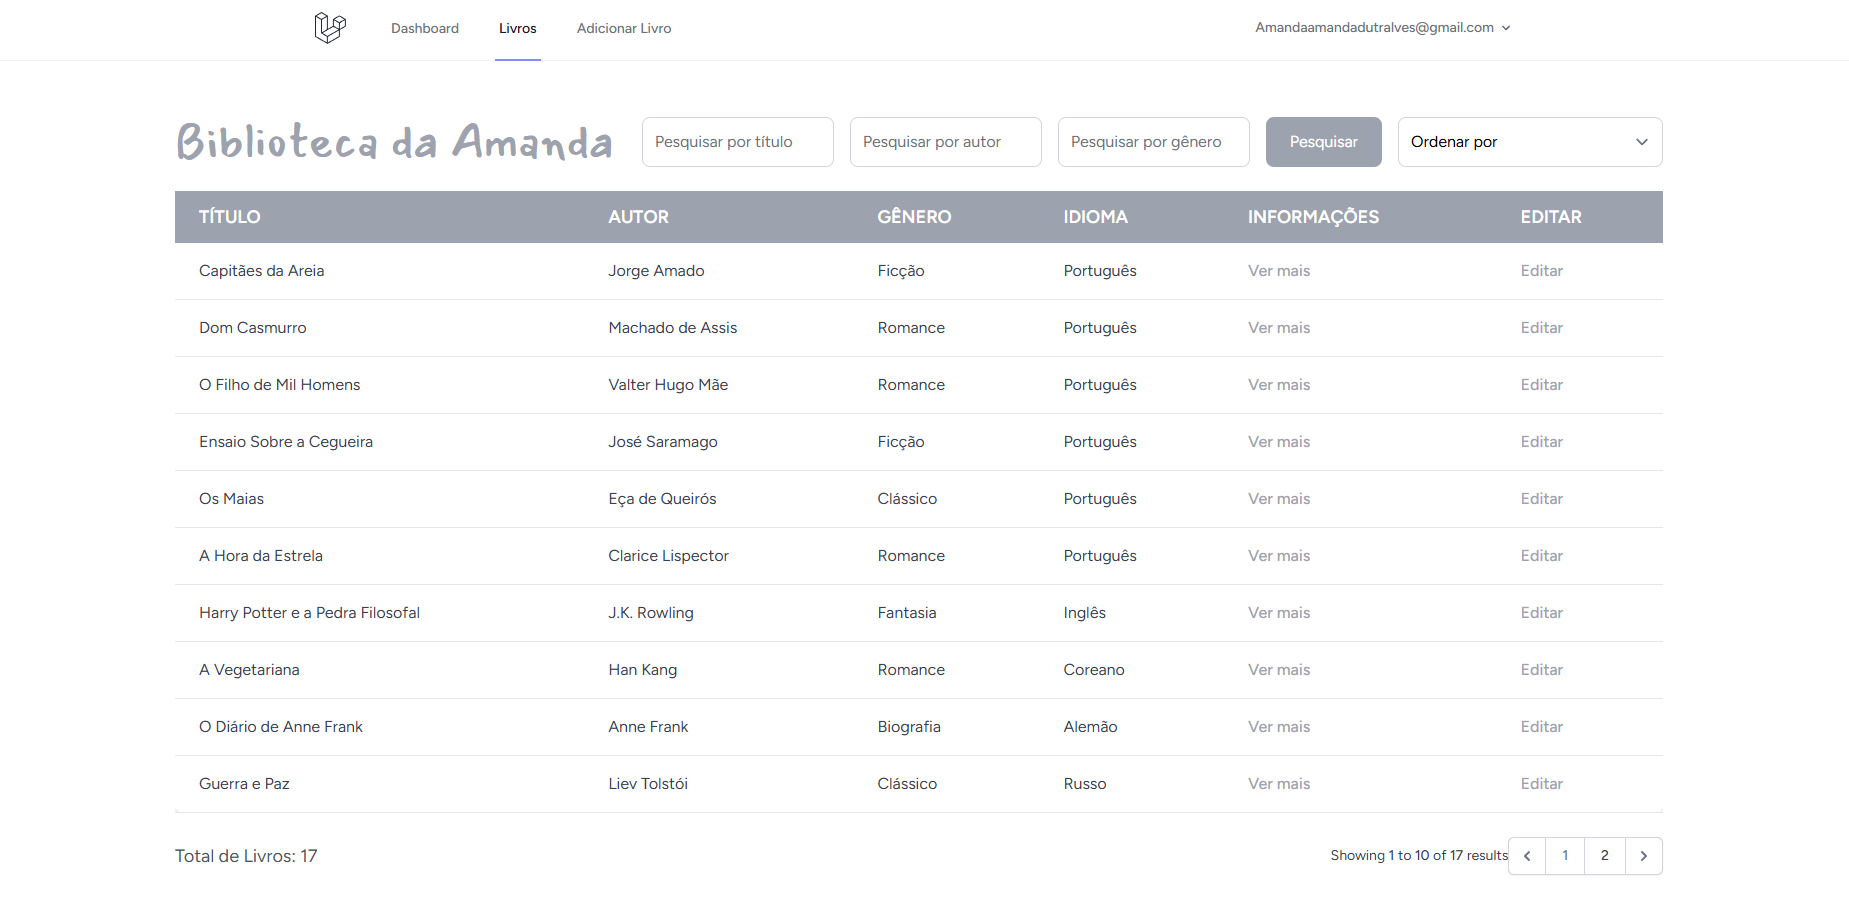 Dashboard Livros Adicionar Livro Amandaamandadutralves@gmail.com
Biblioteca da Amanda Pesquisar por título Pesquisar por autor Pesquisar por gênero Pesquisar Ordenar por
TÍTULO AUTOR GÊNERO IDIOMA INFORMAÇÕES EDITAR
Capitães da Areia Jorge Amado Ficção Português Ver mais Editar
Dom Casmurro Machado de Assis Romance Português Ver mais Editar
O Filho de Mil Homens Valter Hugo Mãe Romance Português Ver mais Editar
Ensaio Sobre a Cegueira José Saramago Ficção Português Ver mais Editar
Os Maias Eça de Queirós Clássico Português Ver mais Editar
A Hora da Estrela Clarice Lispector Romance Português Ver mais Editar
Harry Potter e a Pedra Filosofal J.K. Rowling Fantasia Inglês Ver mais Editar
A Vegetariana Han Kang Romance Coreano Ver mais Editar
O Diário de Anne Frank Anne Frank Biografia Alemão Ver mais Editar
Guerra e Paz Liev Tolstói Clássico Russo Ver mais Editar
Total de Livros: 17 Showing 1 to 10 of 17 results 1 2